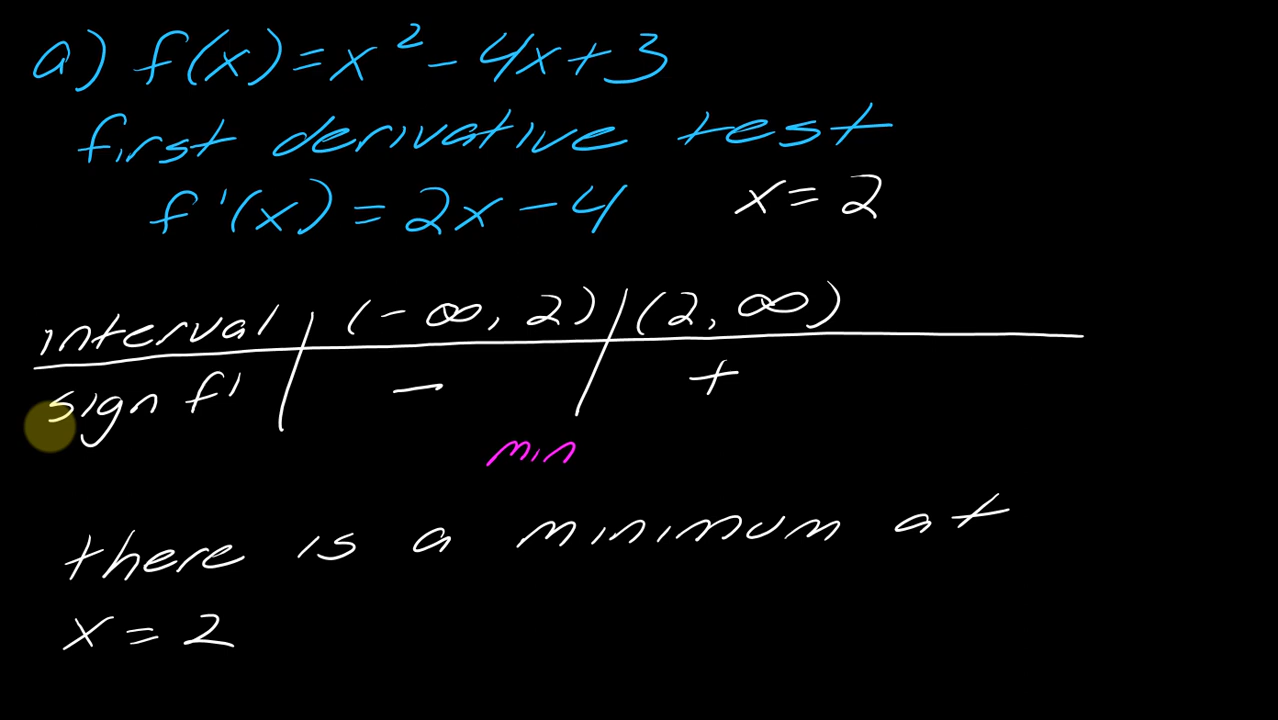 a) f(x)=x² - 4x+3
first derivative test
f'(x) = 2x - 4 x = 2
interval (-∞, 2) (2, ∞)
sign f' - +
min
there is a minimum at
x = 2